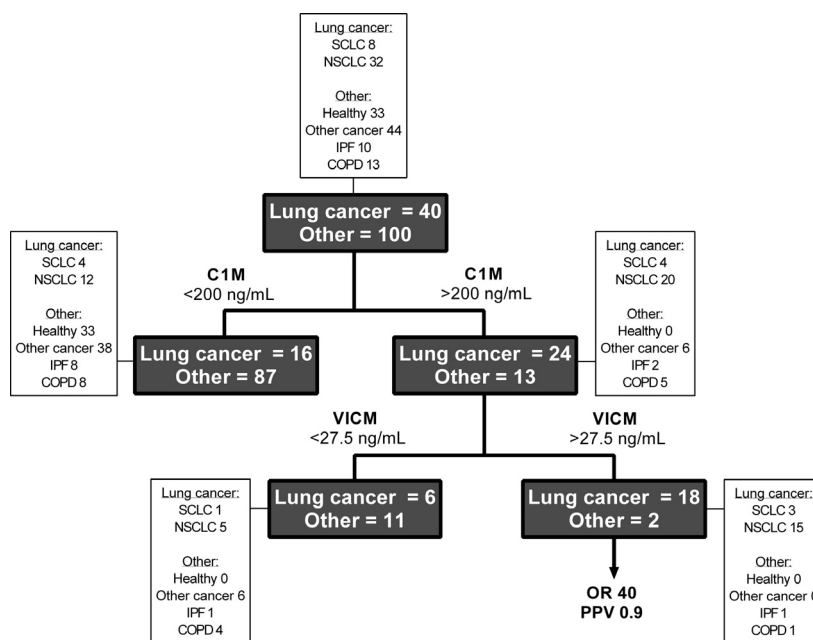 Lung cancer:
SCLC 8
NSCLC 32
Other:
Healthy 33
Other cancer 44
IPF 10
COPD 13
Lung cancer = 40
Other = 100
Lung cancer:
SCLC 4
NSCLC 12
Other:
Healthy 33
Other cancer 38
IPF 8
COPD 8
C1M
<200 ng/mL
C1M
>200 ng/mL
Lung cancer:
SCLC 4
NSCLC 20
Other:
Healthy 0
Other cancer 6
IPF 2
COPD 5
Lung cancer = 16
Other = 87
Lung cancer = 24
Other = 13
VICM
<27.5 ng/mL
VICM
>27.5 ng/mL
Lung cancer:
SCLC 1
NSCLC 5
Other:
Healthy 0
Other cancer 6
IPF 1
COPD 4
Lung cancer = 6
Other = 11
Lung cancer = 18
Other = 2
Lung cancer:
SCLC 3
NSCLC 15
Other:
Healthy 0
Other cancer
IPF 1
COPD 1
OR 40
PPV 0.9